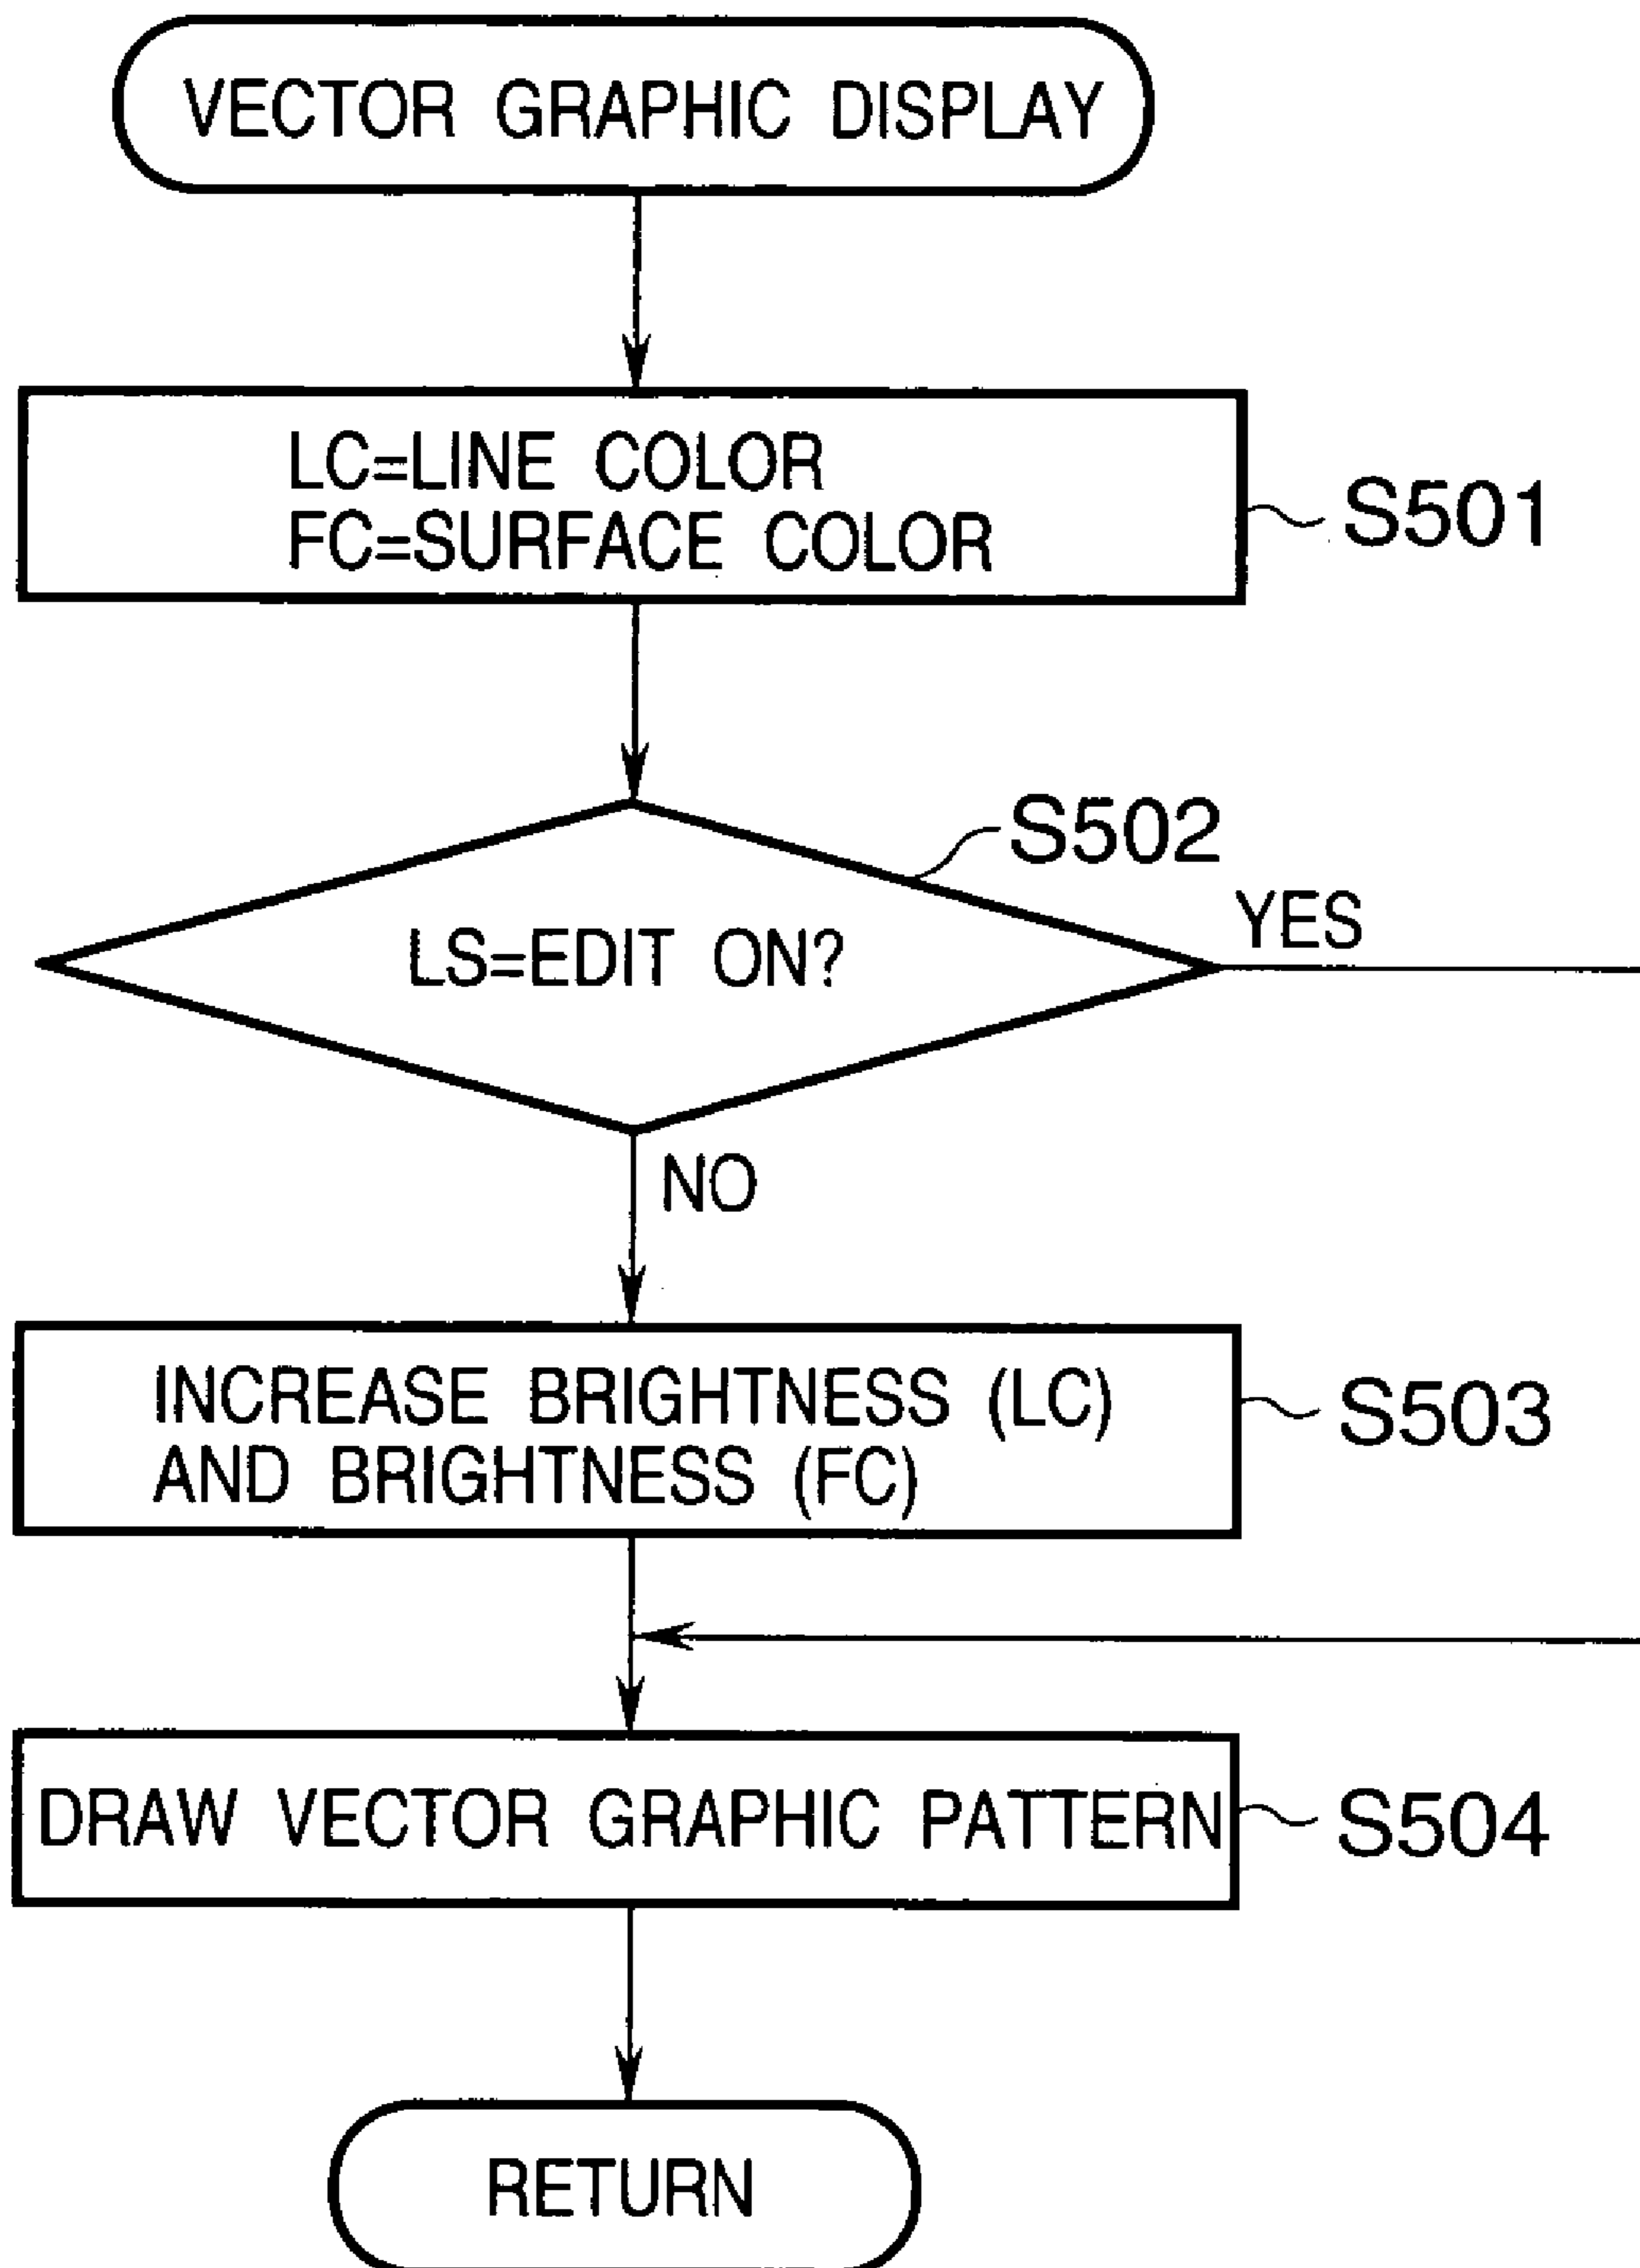 VECTOR GRAPHIC DISPLAY
LC=LINE COLOR
FC=SURFACE COLOR
S501
S502
LS=EDIT ON?
YES
NO
INCREASE BRIGHTNESS (LC)
AND BRIGHTNESS (FC)
S503
DRAW VECTOR GRAPHIC PATTERN
S504
RETURN